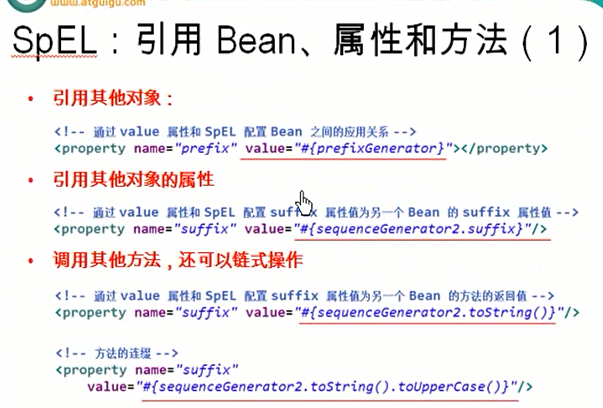 www.atguigu.com
SpEL：引用 Bean、属性和方法（1）
• 引用其他对象：
<!-- 通过 value 属性和 SpEL 配置 Bean 之间的应用关系 -->
<property name="prefix" value="#{prefixGenerator}"></property>
• 引用其他对象的属性
<!-- 通过 value 属性和 SpEL 配置 suffix 属性值为另一个 Bean 的 suffix 属性值 -->
<property name="suffix" value="#{sequenceGenerator2.suffix}"/>
• 调用其他方法，还可以链式操作
<!-- 通过 value 属性和 SpEL 配置 suffix 属性值为另一个 Bean 的方法的返回值 -->
<property name="suffix" value="#{sequenceGenerator2.toString()}"/>
<!-- 方法的连缀 -->
<property name="suffix"
value="#{sequenceGenerator2.toString().toUpperCase()}"/>